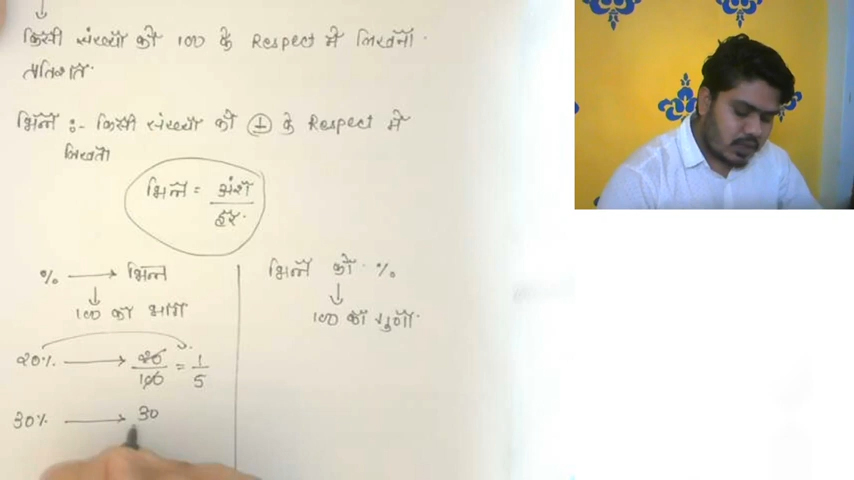 ↓
किसी संख्या को 100 के Respect में लिखना
प्रतिशत
भिन्न :- किसी संख्या को 1 के Respect में
लिखना
भिन्न = अंश / हर
% → भिन्न
↓
100 का भाग
20% → 20/100 = 1/5
30% → 30
भिन्न को %
↓
100 का गुणा